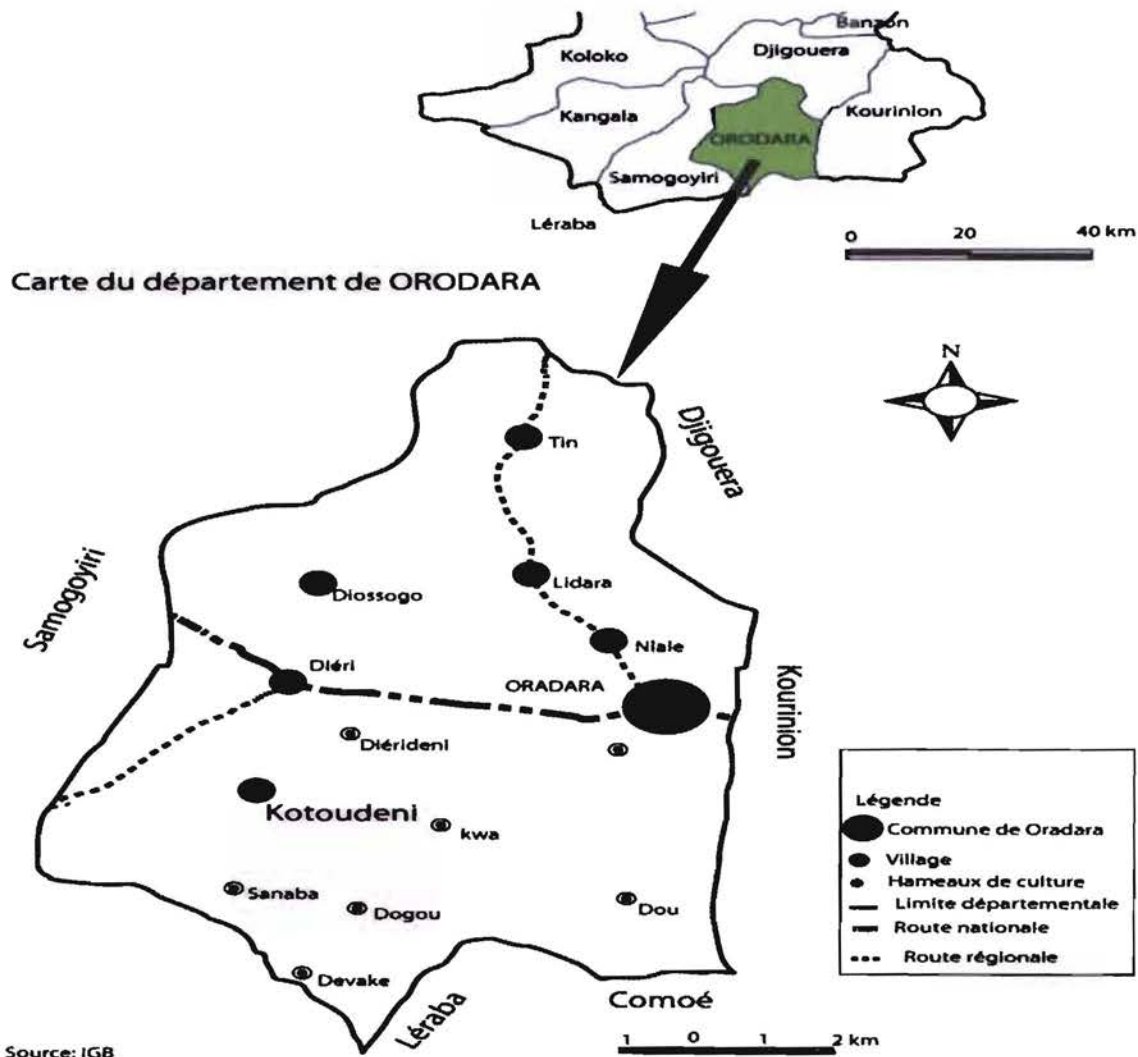 Banzon
Koloko
Djigouera
Kangala
Kourinion
ORODARA
Samogoyiri
Léraba
0 20 40 km
Carte du département de ORODARA
N
Tin
Djigouera
Samogoyiri
Diossogo
Lidara
Niale
Diéri
ORADARA
Kourinion
Diérideni
Kotoudeni
kwa
Sanaba
Dogou
Dou
Devake
Léraba
Comoé
Légende
Commune de Oradara
Village
Hameaux de culture
Limite départementale
Route nationale
Route régionale
Source: IGB
1 0 1 2 km